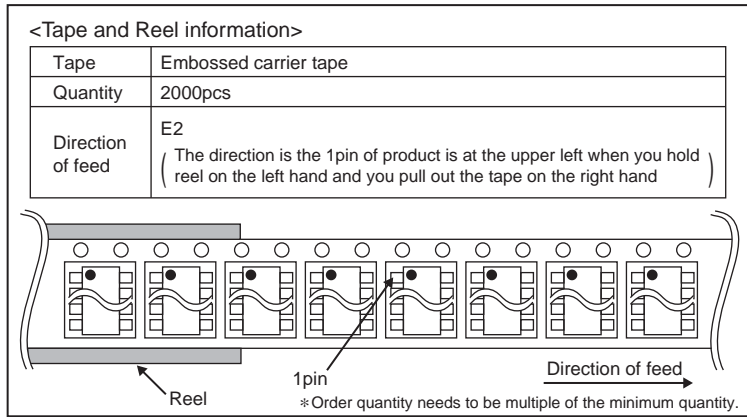 <Tape and Reel information>
Tape Embossed carrier tape
Quantity 2000pcs
Direction of feed E2
( The direction is the 1pin of product is at the upper left when you hold
reel on the left hand and you pull out the tape on the right hand )
Reel
1pin
Direction of feed
*Order quantity needs to be multiple of the minimum quantity.